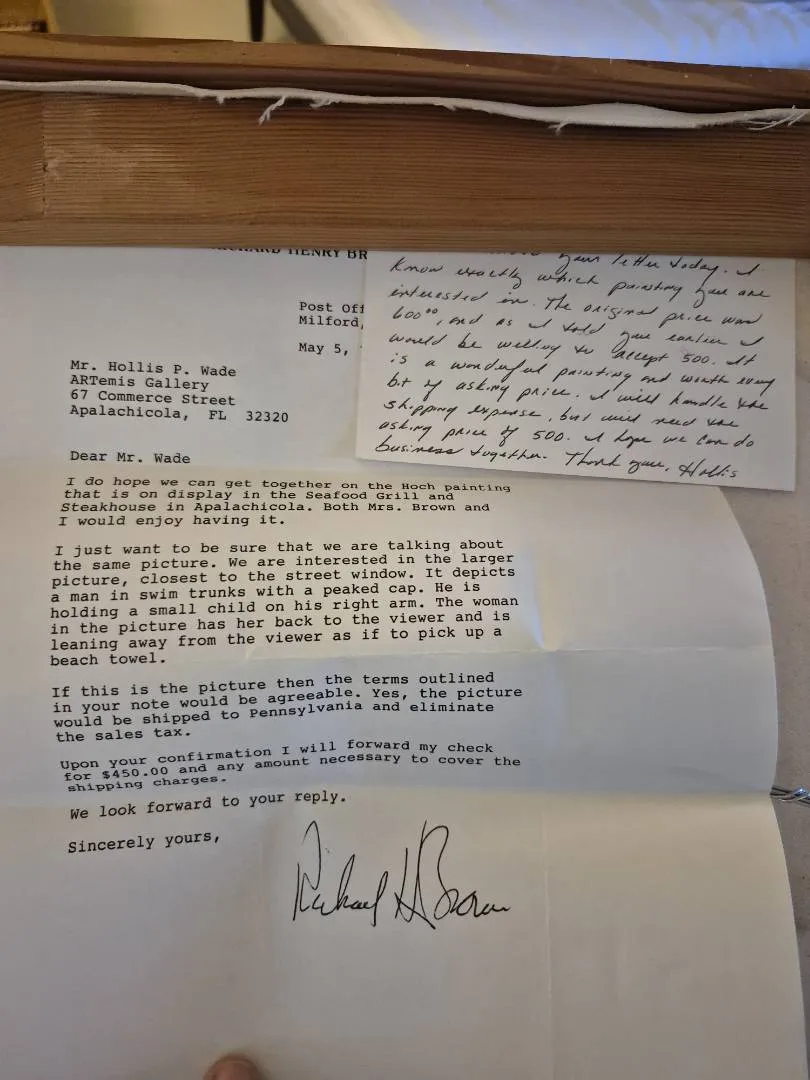 RICHARD HENRY BR
Post Off
Milford,
May 5,
Mr. Hollis P. Wade
ARTemis Gallery
67 Commerce Street
Apalachicola, FL 32320
Dear Mr. Wade
I do hope we can get together on the Hoch painting
that is on display in the Seafood Grill and
Steakhouse in Apalachicola. Both Mrs. Brown and
I would enjoy having it.
I just want to be sure that we are talking about
the same picture. We are interested in the larger
picture, closest to the street window. It depicts
a man in swim trunks with a peaked cap. He is
holding a small child on his right arm. The woman
in the picture has her back to the viewer and is
leaning away from the viewer as if to pick up a
beach towel.
If this is the picture then the terms outlined
in your note would be agreeable. Yes, the picture
would be shipped to Pennsylvania and eliminate
the sales tax.
Upon your confirmation I will forward my check
for $450.00 and any amount necessary to cover the
shipping charges.
We look forward to your reply.
Sincerely yours,
Richard H Brown
your letter today. I
know exactly which painting you are
interested in. The original price was
600⁰⁰, and as I told you earlier I
would be willing to accept 500. It
is a wonderful painting and worth every
bit of asking price. I will handle the
shipping expense, but will need the
asking price of 500. I hope we can do
business together. Thank you, Hollis